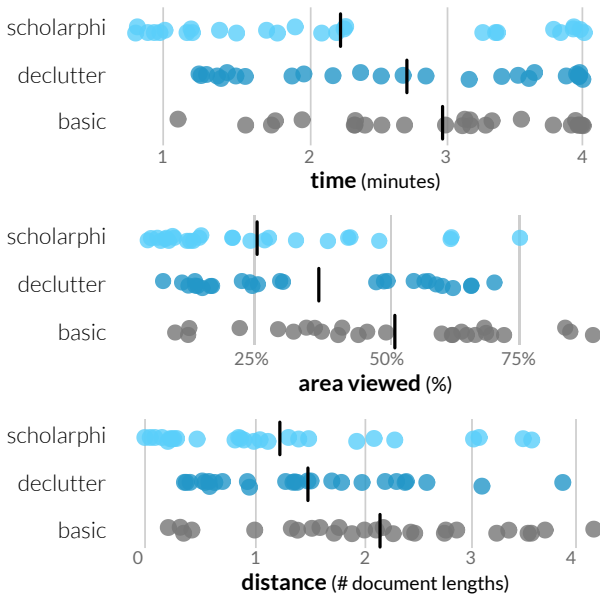 scholarphi
declutter
basic
1 2 3 4
time (minutes)
scholarphi
declutter
basic
25% 50% 75%
area viewed (%)
scholarphi
declutter
basic
0 1 2 3 4
distance (# document lengths)